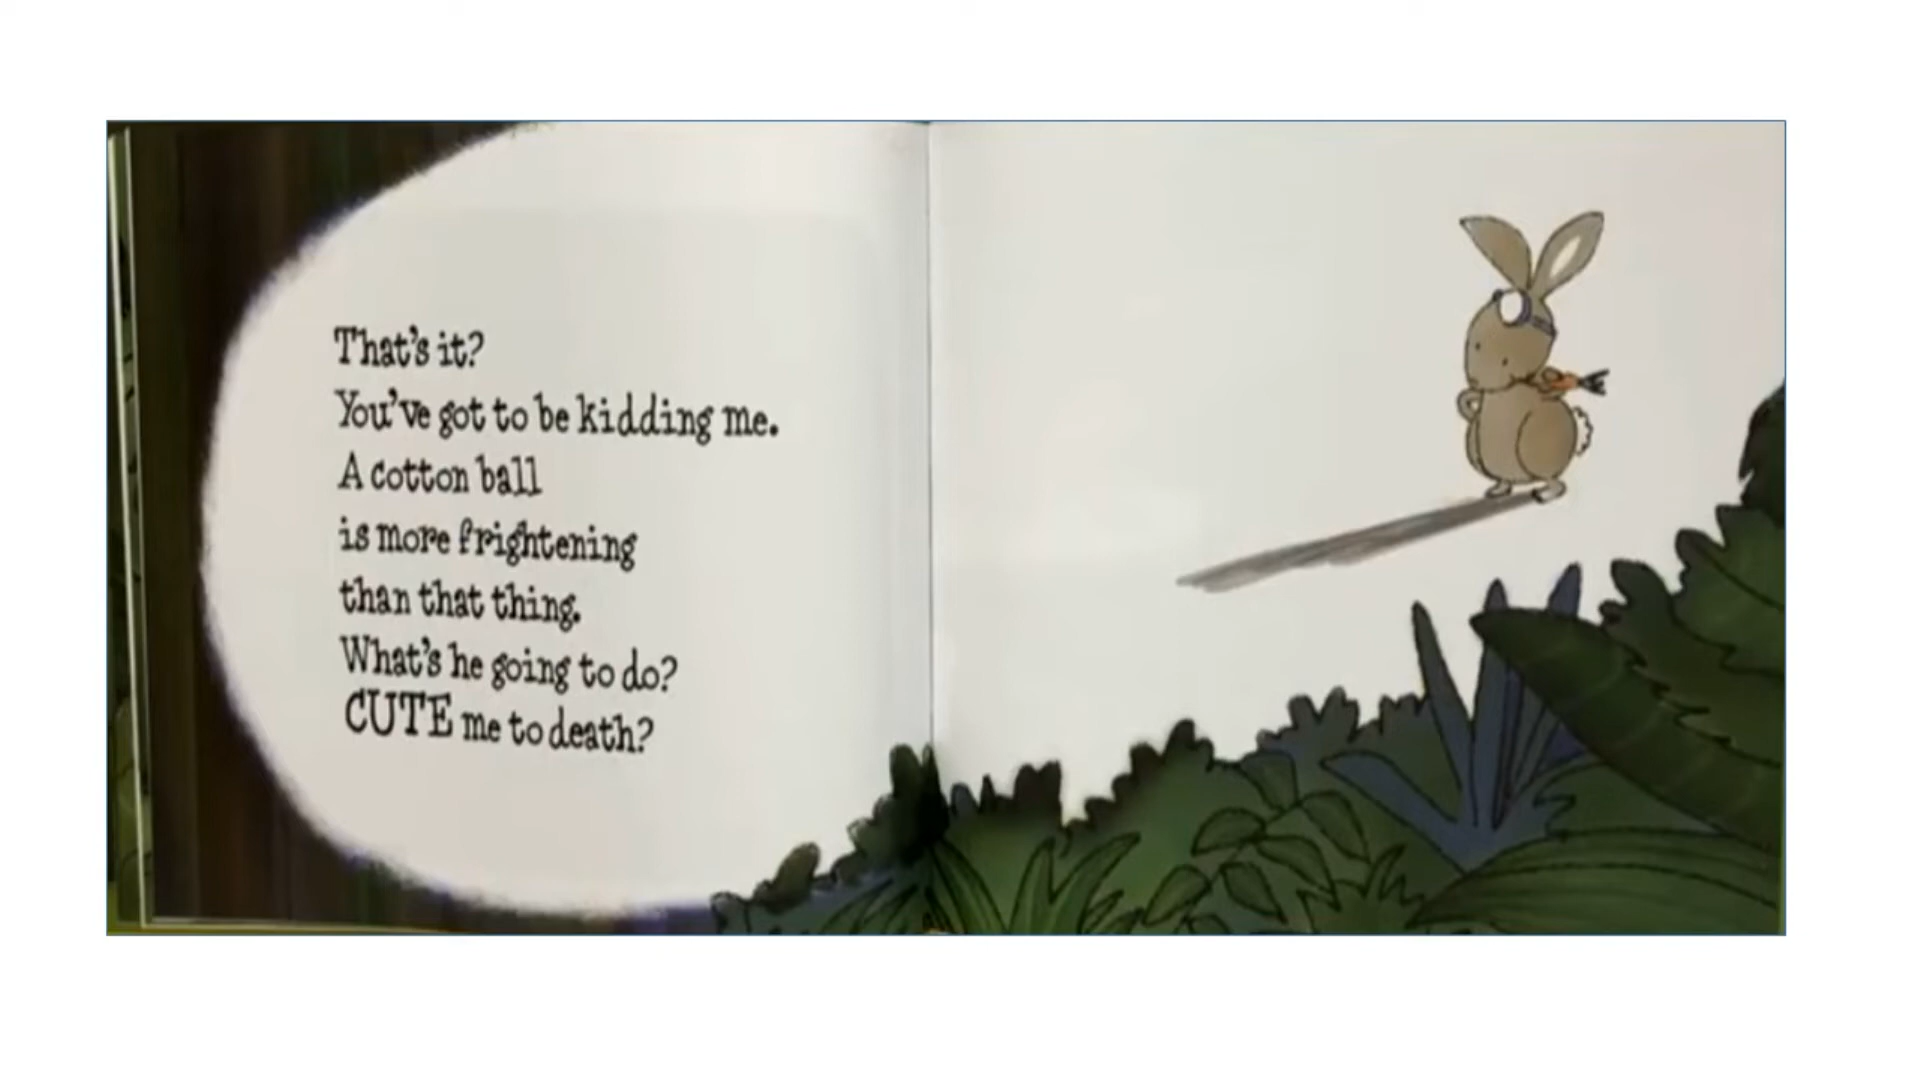 That's it?
You've got to be kidding me.
A cotton ball
is more frightening
than that thing.
What's he going to do?
CUTE me to death?